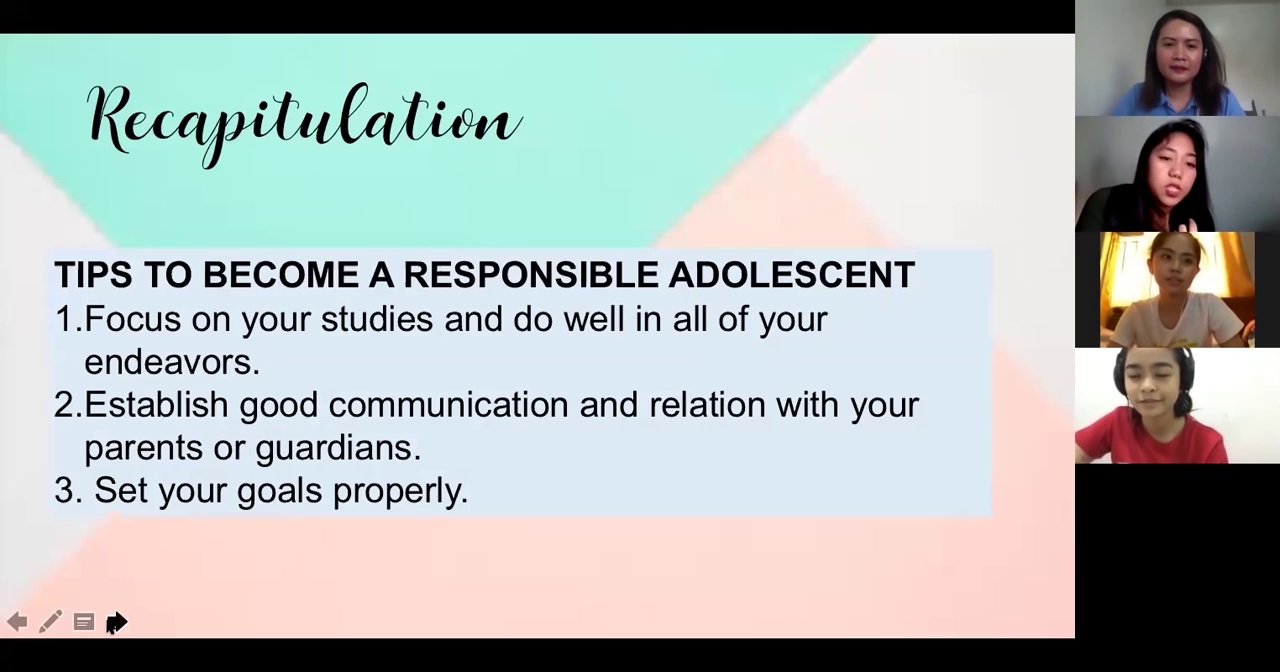 Recapitulation
TIPS TO BECOME A RESPONSIBLE ADOLESCENT
1.Focus on your studies and do well in all of your
endeavors.
2.Establish good communication and relation with your
parents or guardians.
3. Set your goals properly.